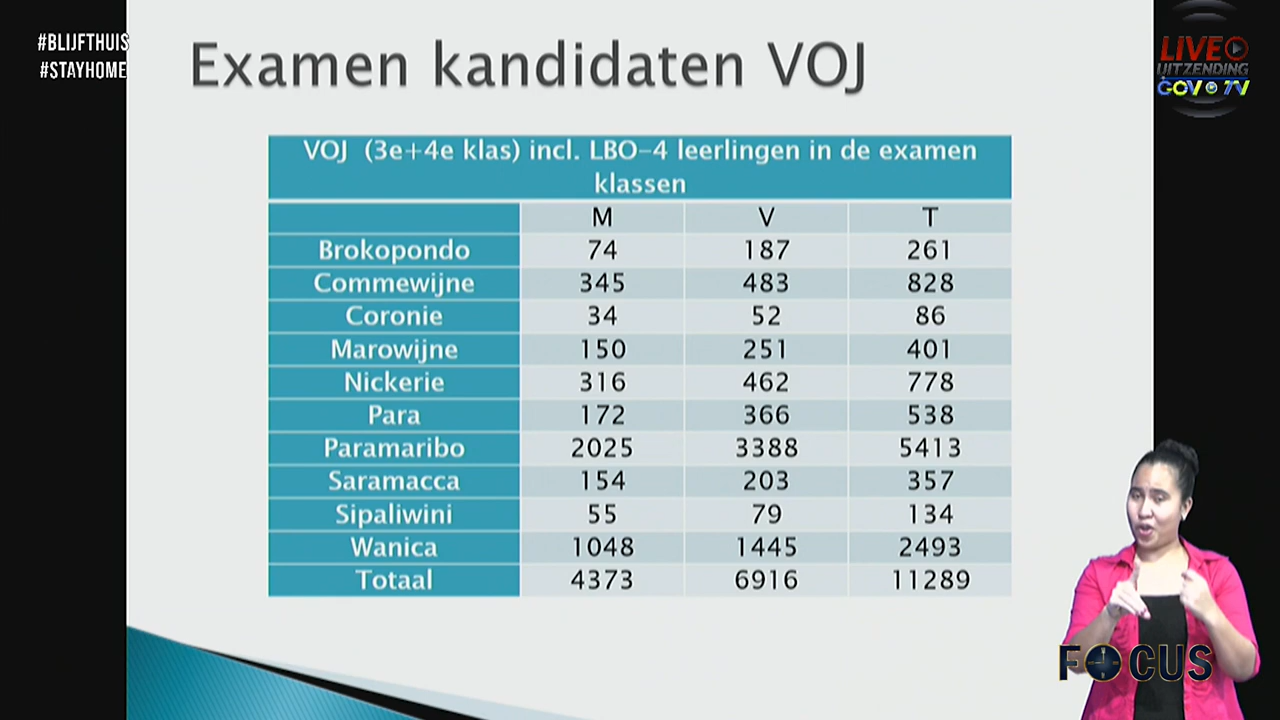 #BLIJFTHUIS
#STAYHOME
Examen kandidaten VOJ
LIVE
UITZENDING
GOV TV
VOJ (3e+4e klas) incl. LBO-4 leerlingen in de examen
klassen
M V T
Brokopondo 74 187 261
Commewijne 345 483 828
Coronie 34 52 86
Marowijne 150 251 401
Nickerie 316 462 778
Para 172 366 538
Paramaribo 2025 3388 5413
Saramacca 154 203 357
Sipaliwini 55 79 134
Wanica 1048 1445 2493
Totaal 4373 6916 11289
FOCUS